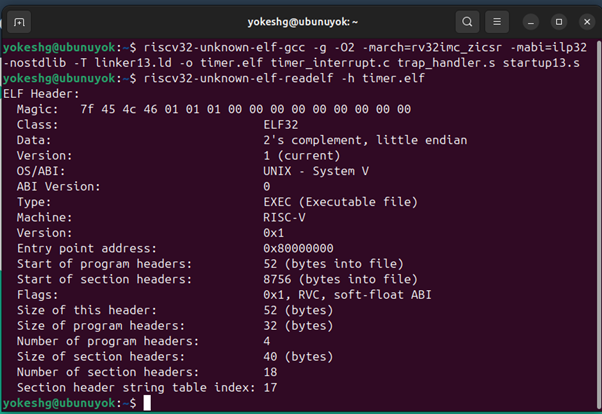 yokeshg@ubunuyok: ~
yokeshg@ubunuyok:~$ riscv32-unknown-elf-gcc -g -O2 -march=rv32imc_zicsr -mabi=ilp32
-nostdlib -T linker13.ld -o timer.elf timer_interrupt.c trap_handler.s startup13.s
yokeshg@ubunuyok:~$ riscv32-unknown-elf-readelf -h timer.elf
ELF Header:
  Magic:   7f 45 4c 46 01 01 01 00 00 00 00 00 00 00 00 00
  Class:                             ELF32
  Data:                              2's complement, little endian
  Version:                           1 (current)
  OS/ABI:                            UNIX - System V
  ABI Version:                       0
  Type:                              EXEC (Executable file)
  Machine:                           RISC-V
  Version:                           0x1
  Entry point address:               0x80000000
  Start of program headers:          52 (bytes into file)
  Start of section headers:          8756 (bytes into file)
  Flags:                             0x1, RVC, soft-float ABI
  Size of this header:               52 (bytes)
  Size of program headers:           32 (bytes)
  Number of program headers:         4
  Size of section headers:           40 (bytes)
  Number of section headers:         18
  Section header string table index: 17
yokeshg@ubunuyok:~$